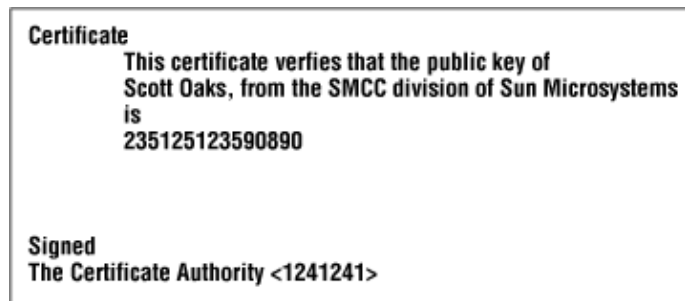 Certificate
This certificate verfies that the public key of
Scott Oaks, from the SMCC division of Sun Microsystems
is
235125123590890
Signed
The Certificate Authority <1241241>